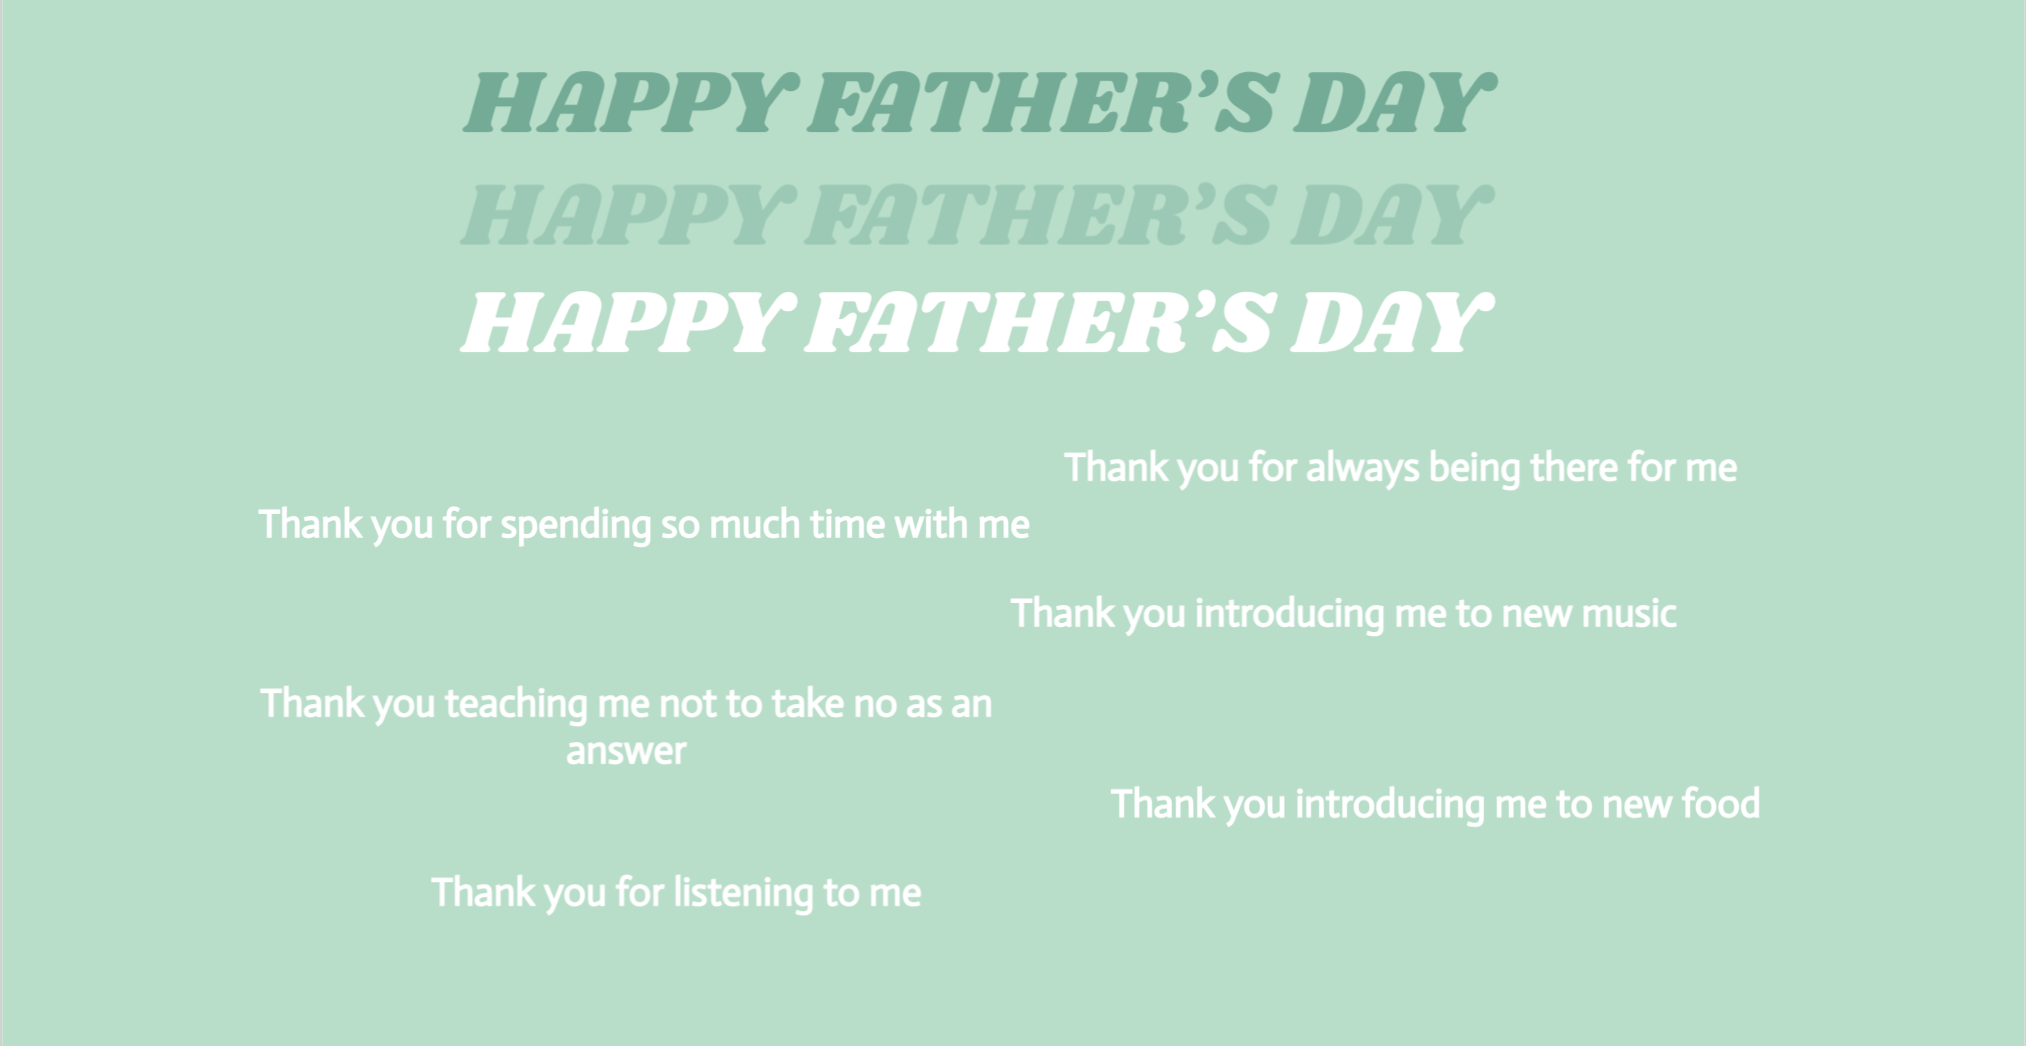 HAPPY FATHER’S DAY
HAPPY FATHER’S DAY
HAPPY FATHER’S DAY
Thank you for always being there for me
Thank you for spending so much time with me
Thank you introducing me to new music
Thank you teaching me not to take no as an
answer
Thank you introducing me to new food
Thank you for listening to me